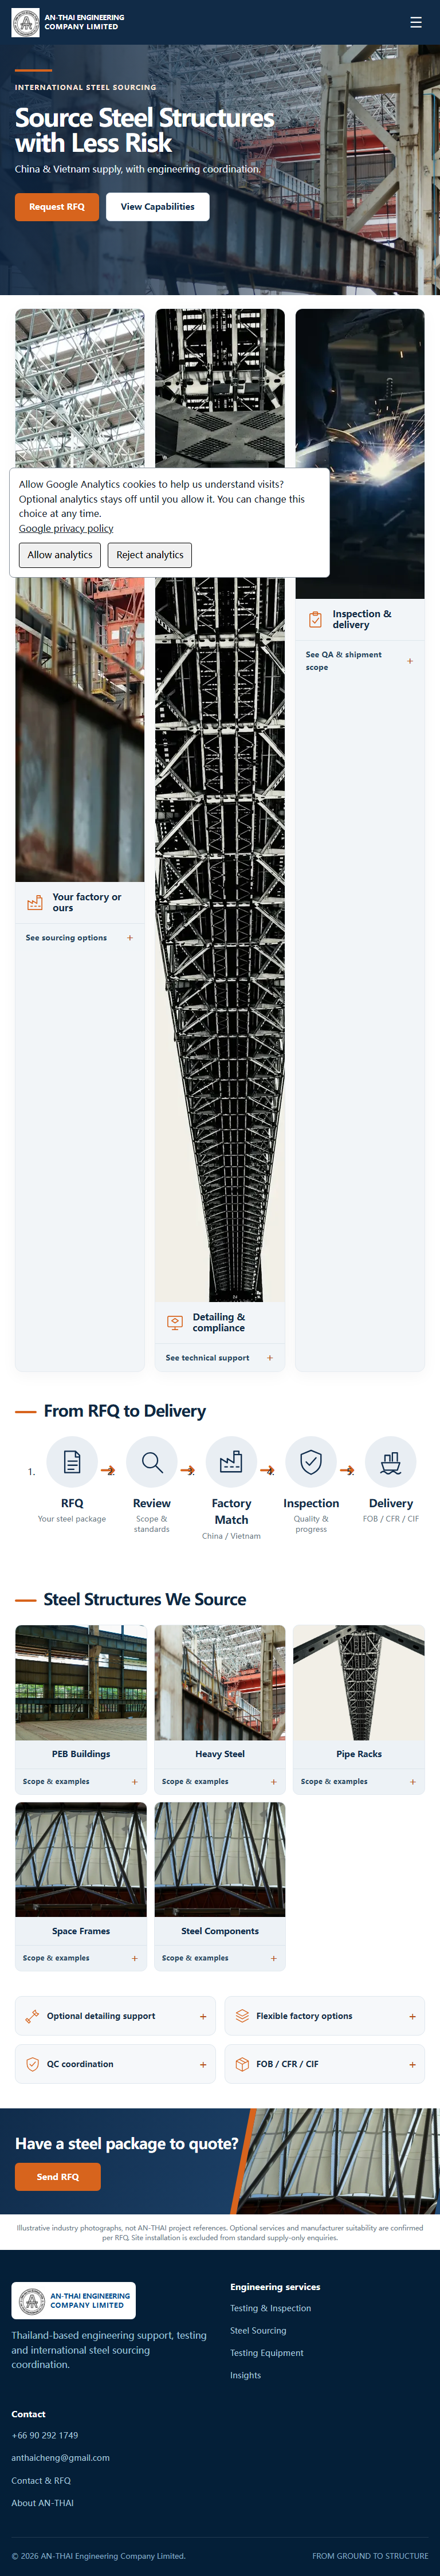 AN-THAI ENGINEERING
COMPANY LIMITED
☰
INTERNATIONAL STEEL SOURCING
Source Steel Structures
with Less Risk
China & Vietnam supply, with engineering coordination.
Request RFQ
View Capabilities
Allow Google Analytics cookies to help us understand visits?
Optional analytics stays off until you allow it. You can change
this choice at any time.
Google privacy policy
Allow analytics
Reject analytics
Inspection &
delivery
See QA & shipment
scope
+
Your factory or
ours
See sourcing options
+
Detailing &
compliance
See technical support
+
From RFQ to Delivery
1.
RFQ
Your steel package
2.
Review
Scope &
standards
3.
Factory
Match
China / Vietnam
4.
Inspection
Quality &
progress
5.
Delivery
FOB / CFR / CIF
Steel Structures We Source
PEB Buildings
Scope & examples
+
Heavy Steel
Scope & examples
+
Pipe Racks
Scope & examples
+
Space Frames
Scope & examples
+
Steel Components
Scope & examples
+
Optional detailing support
+
Flexible factory options
+
QC coordination
+
FOB / CFR / CIF
+
Have a steel package to quote?
Send RFQ
Illustrative industry photographs, not AN-THAI project references. Optional services and manufacturer suitability are confirmed
per RFQ. Site installation is excluded from standard supply-only enquiries.
AN-THAI ENGINEERING
COMPANY LIMITED
Thailand-based engineering support, testing
and international steel sourcing
coordination.
Engineering services
Testing & Inspection
Steel Sourcing
Testing Equipment
Insights
Contact
+66 90 292 1749
anthaicheng@gmail.com
Contact & RFQ
About AN-THAI
© 2026 AN-THAI Engineering Company Limited.
FROM GROUND TO STRUCTURE